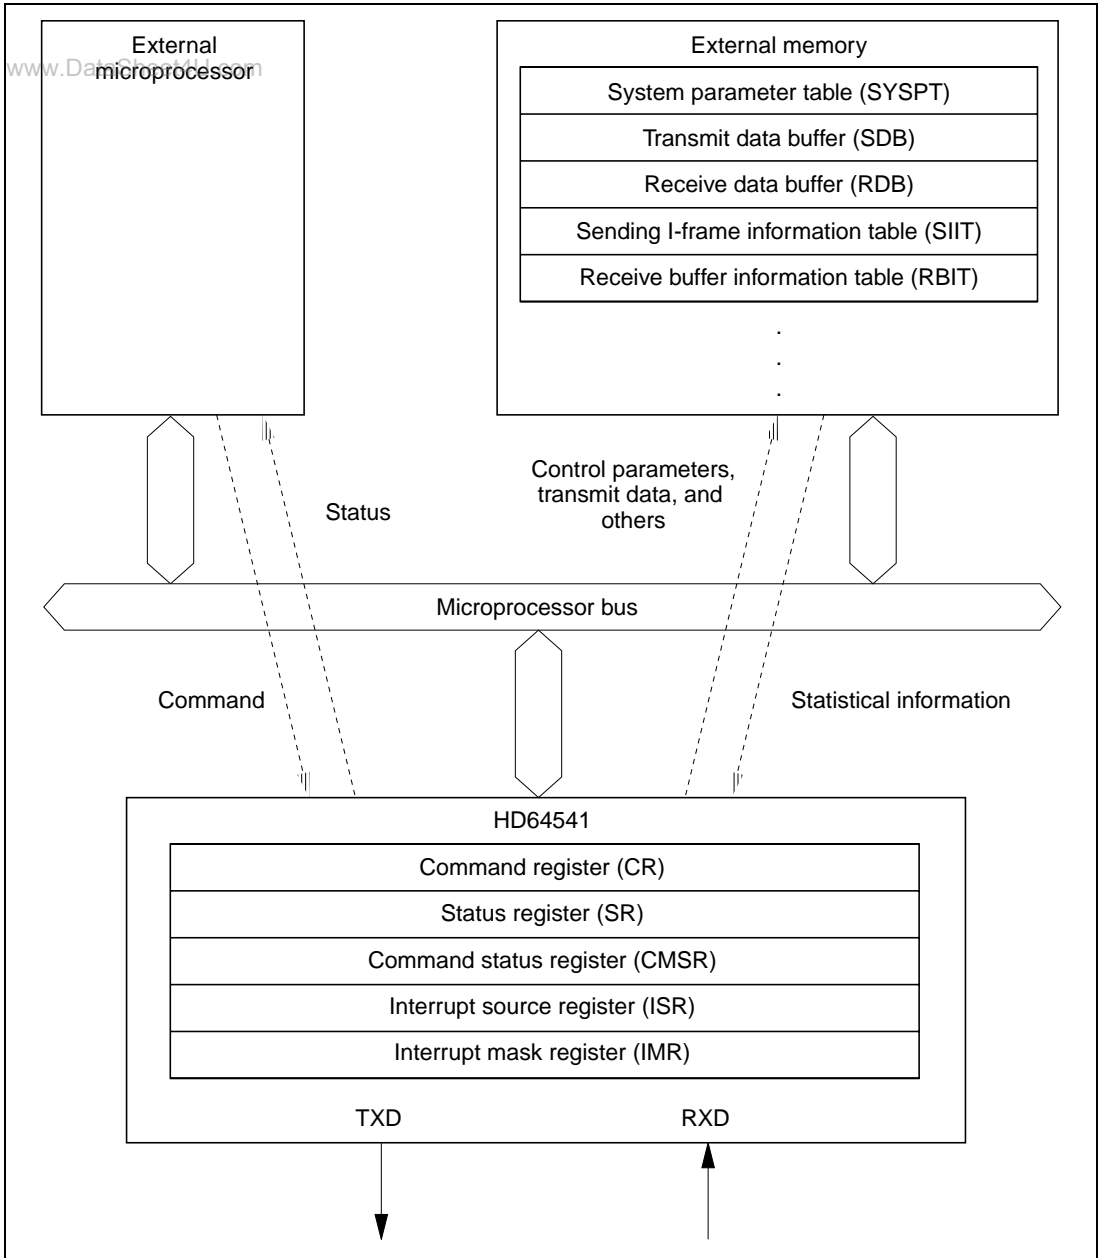 www.DataSheet4U.com
External
microprocessor
External memory
System parameter table (SYSPT)
Transmit data buffer (SDB)
Receive data buffer (RDB)
Sending I-frame information table (SIIT)
Receive buffer information table (RBIT)
.
.
.
Control parameters,
transmit data, and
others
Status
Microprocessor bus
Command
Statistical information
HD64541
Command register (CR)
Status register (SR)
Command status register (CMSR)
Interrupt source register (ISR)
Interrupt mask register (IMR)
TXD
RXD